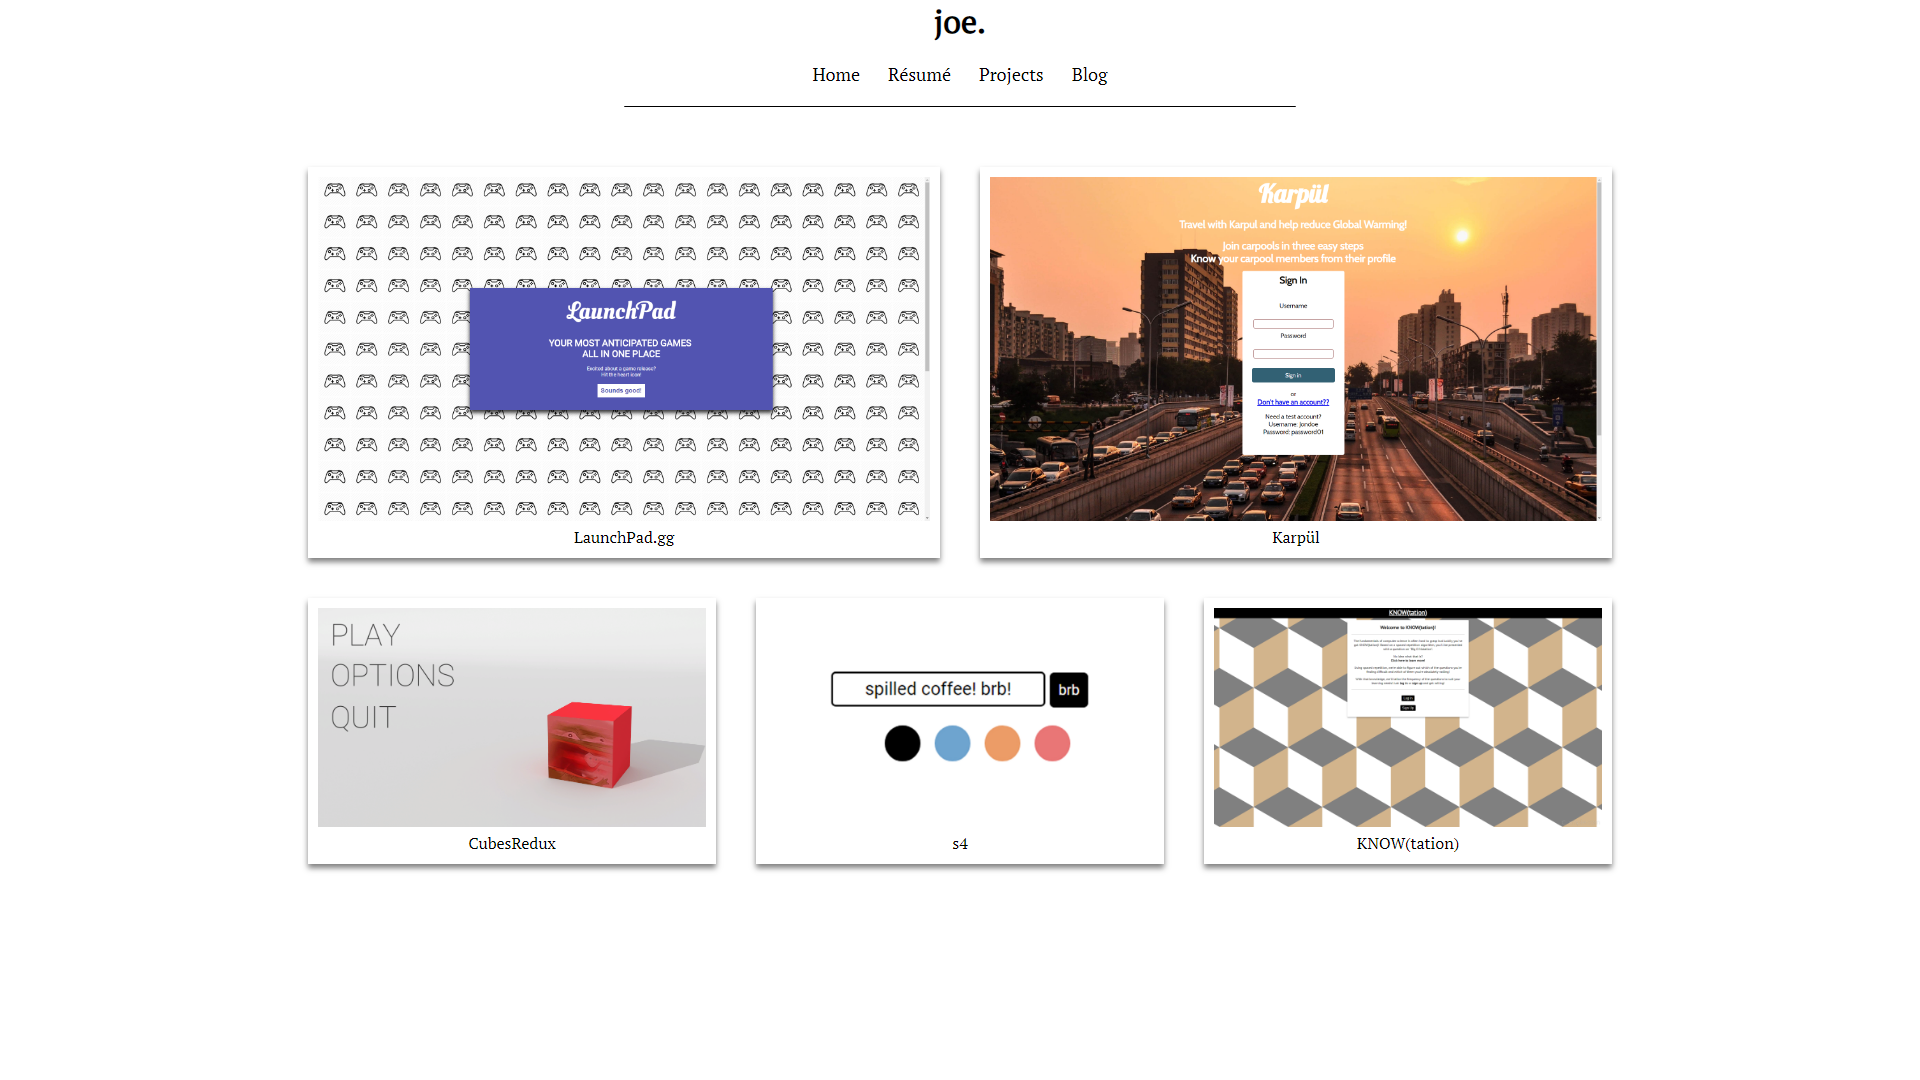 joe.
Home Résumé Projects Blog
LaunchPad
YOUR MOST ANTICIPATED GAMES
ALL IN ONE PLACE
Excited about a game release?
Hit the heart icon!
Sounds good!
LaunchPad.gg
Karpül
Travel with Karpul and help reduce Global Warming!
Join carpools in three easy steps
Know your carpool members from their profile
Sign In
Username
Password
Sign in
or
Don't have an account??
Need a test account?
Username: Jondoe
Password: password01
Karpül
PLAY
OPTIONS
QUIT
CubesRedux
spilled coffee! brb! brb
s4
KNOW(tation)
Welcome to KNOW(tation)!
Log In
Sign Up
KNOW(tation)